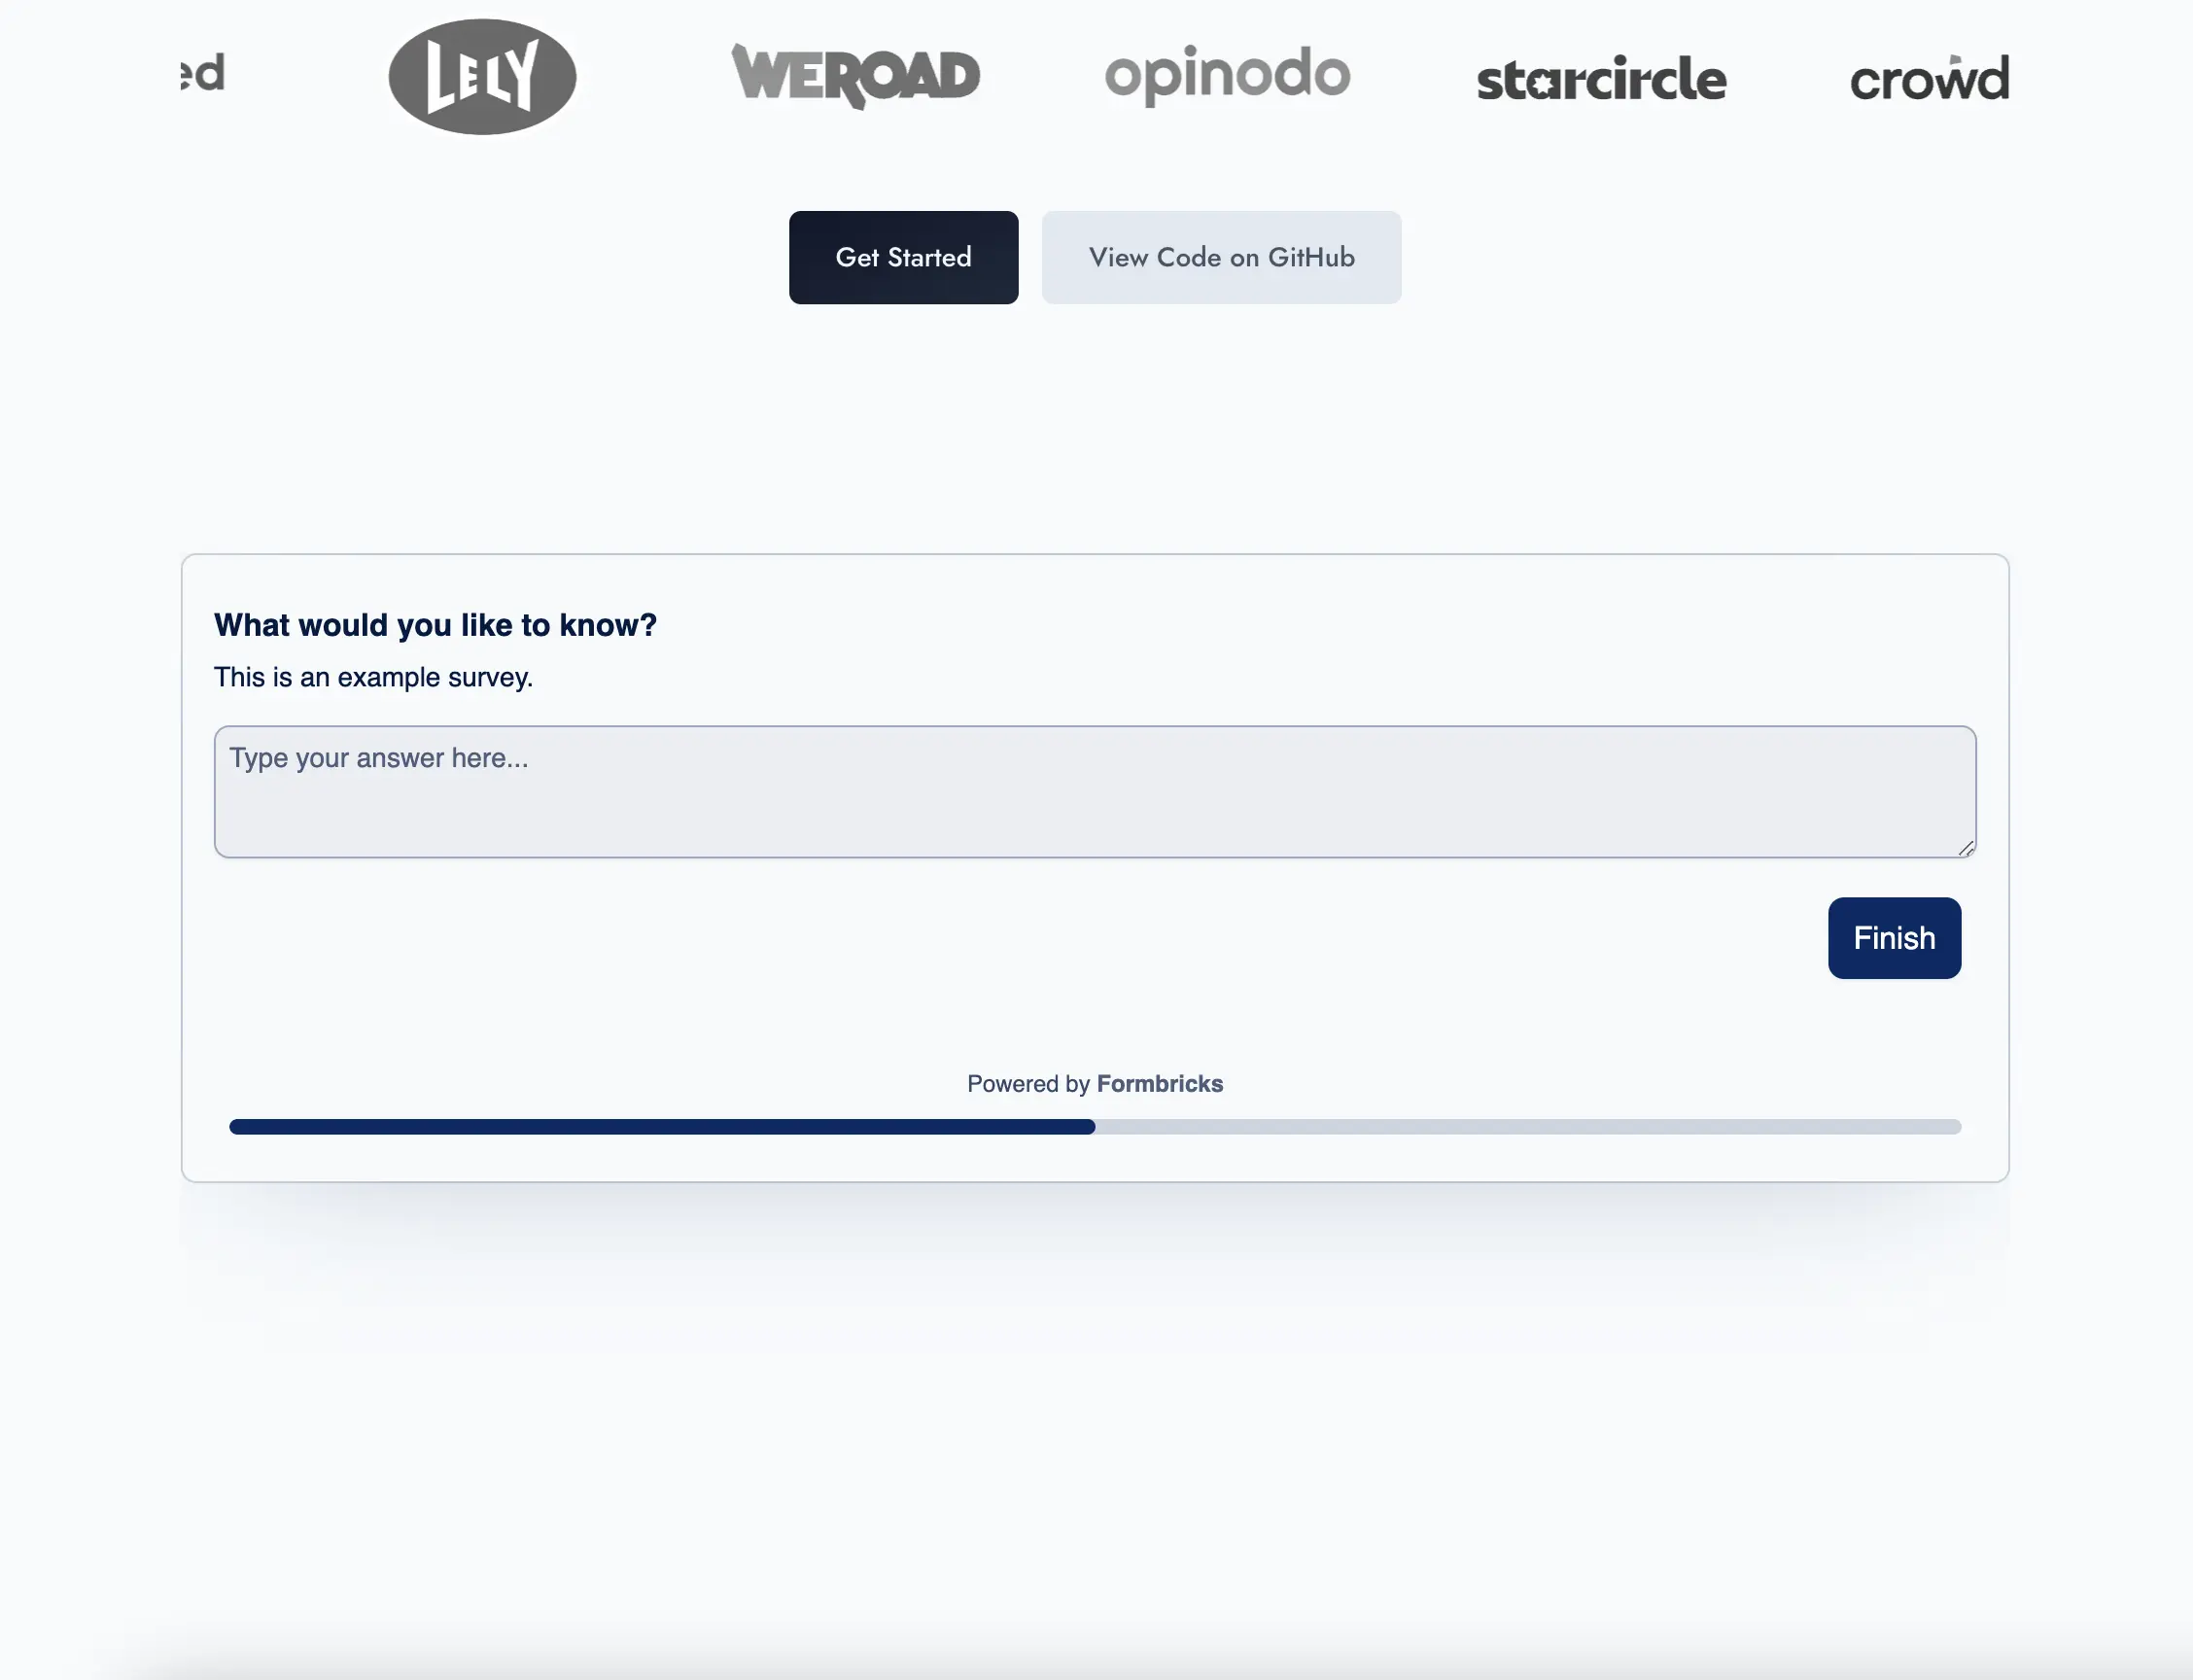 ed
LELY
WEROAD
opinodo
starcircle
crowd
Get Started
View Code on GitHub
What would you like to know?
This is an example survey.
Type your answer here...
Finish
Powered by Formbricks